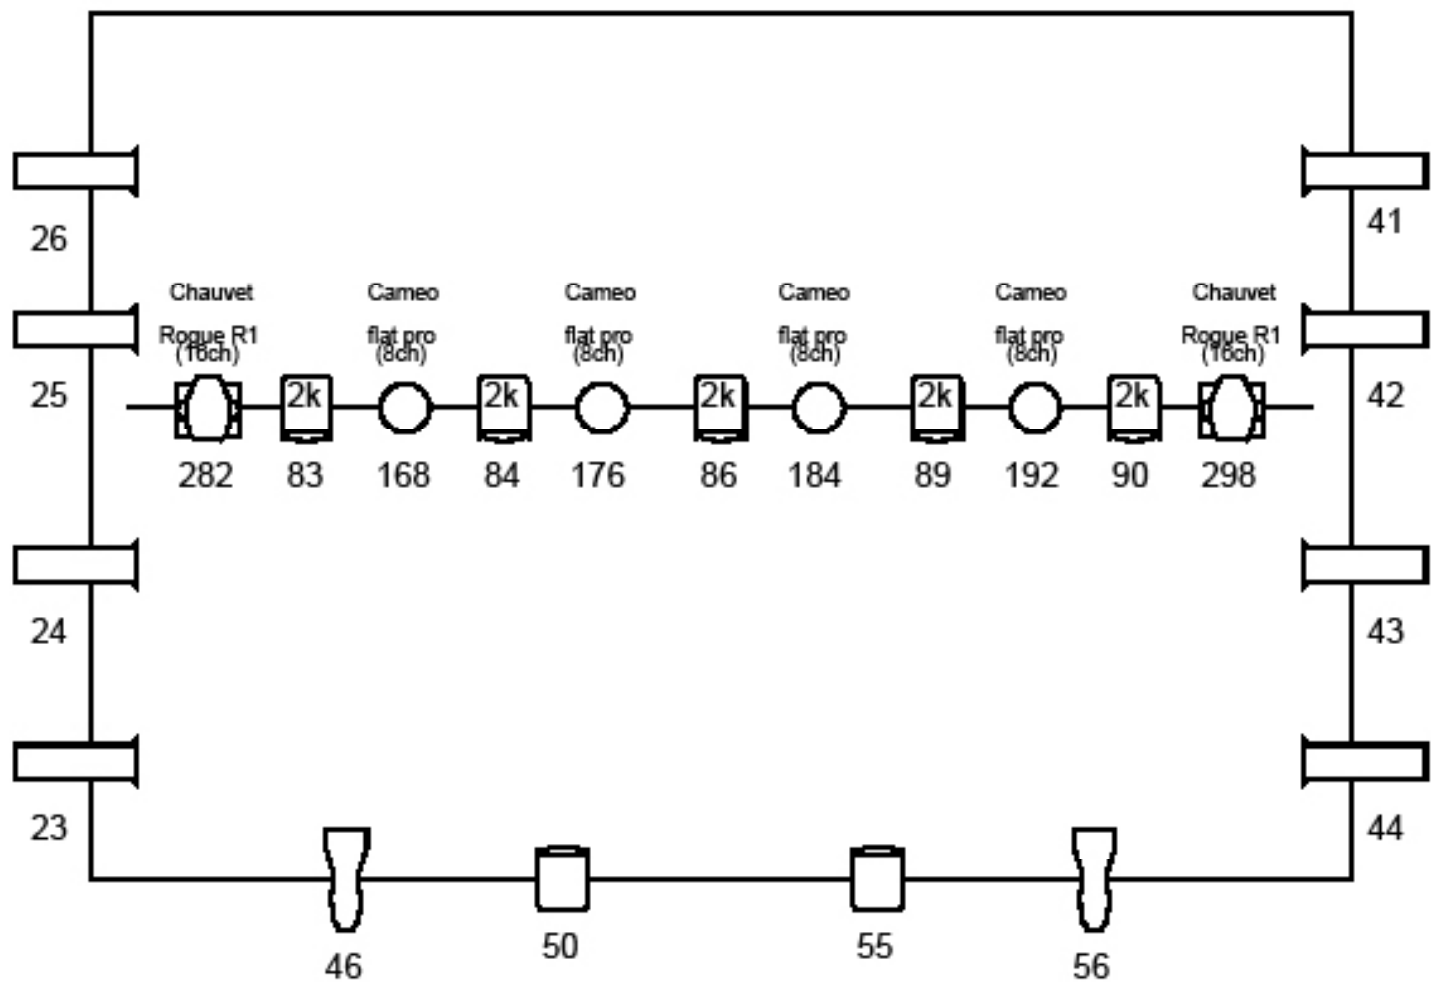 26
41
Chauvet
Cameo
Cameo
Cameo
Cameo
Chauvet
Rogue R1
flat pro
flat pro
flat pro
flat pro
Rogue R1
(16ch)
(8ch)
(8ch)
(8ch)
(8ch)
(16ch)
25
2k
2k
2k
2k
2k
42
282
83
168
84
176
86
184
89
192
90
298
24
43
23
44
46
50
55
56